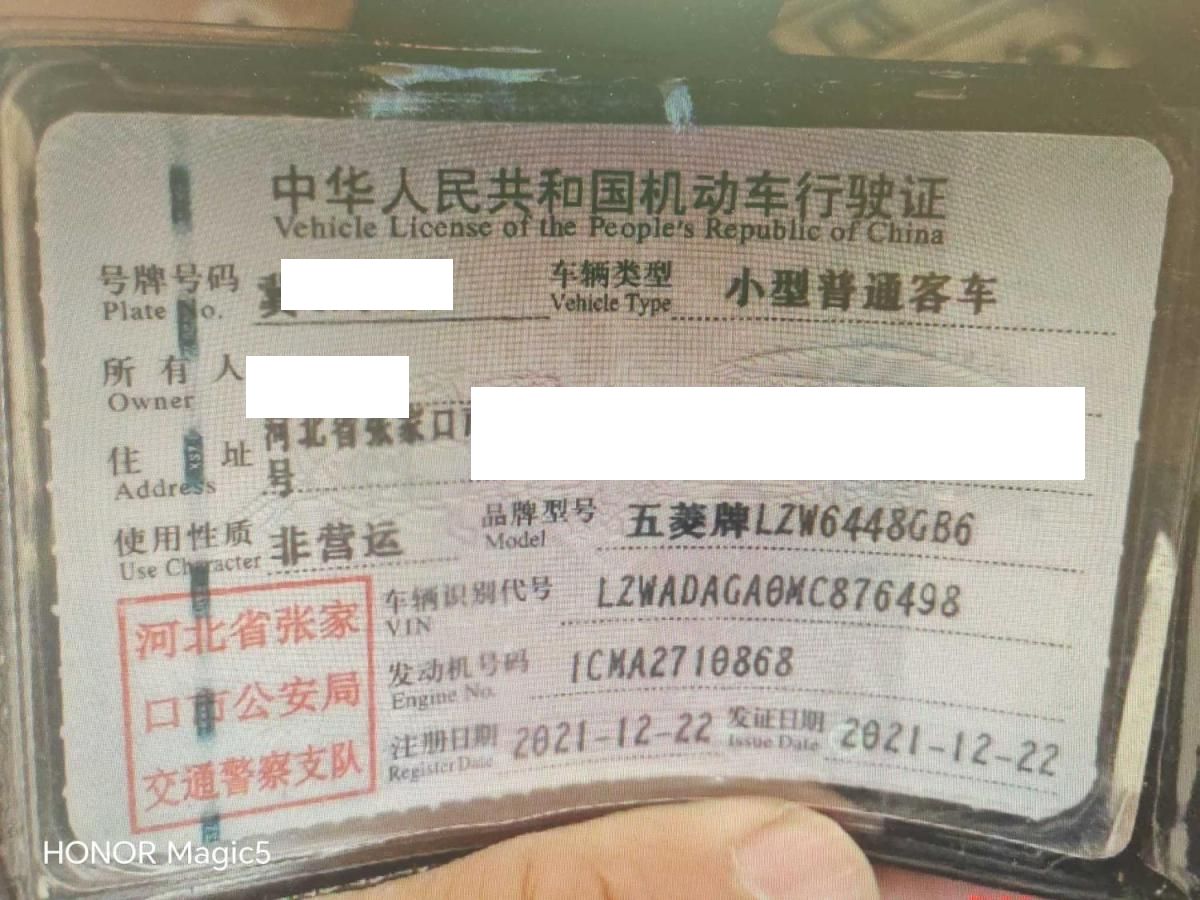 中华人民共和国机动车行驶证
Vehicle License of the People's Republic of China
号牌号码 冀 车辆类型 小型普通客车
Plate No. Vehicle Type
所有人
Owner
住址 河北省张家口市
Address 号
使用性质 非营运 品牌型号 五菱牌LZW6448GB6
Use Character Model
河北省张家
口市公安局
交通警察支队
车辆识别代号 LZWADAGA0MC876498
VIN
发动机号码 1CMA2710868
Engine No.
注册日期 2021-12-22 发证日期 2021-12-22
Register Date Issue Date
HONOR Magic5